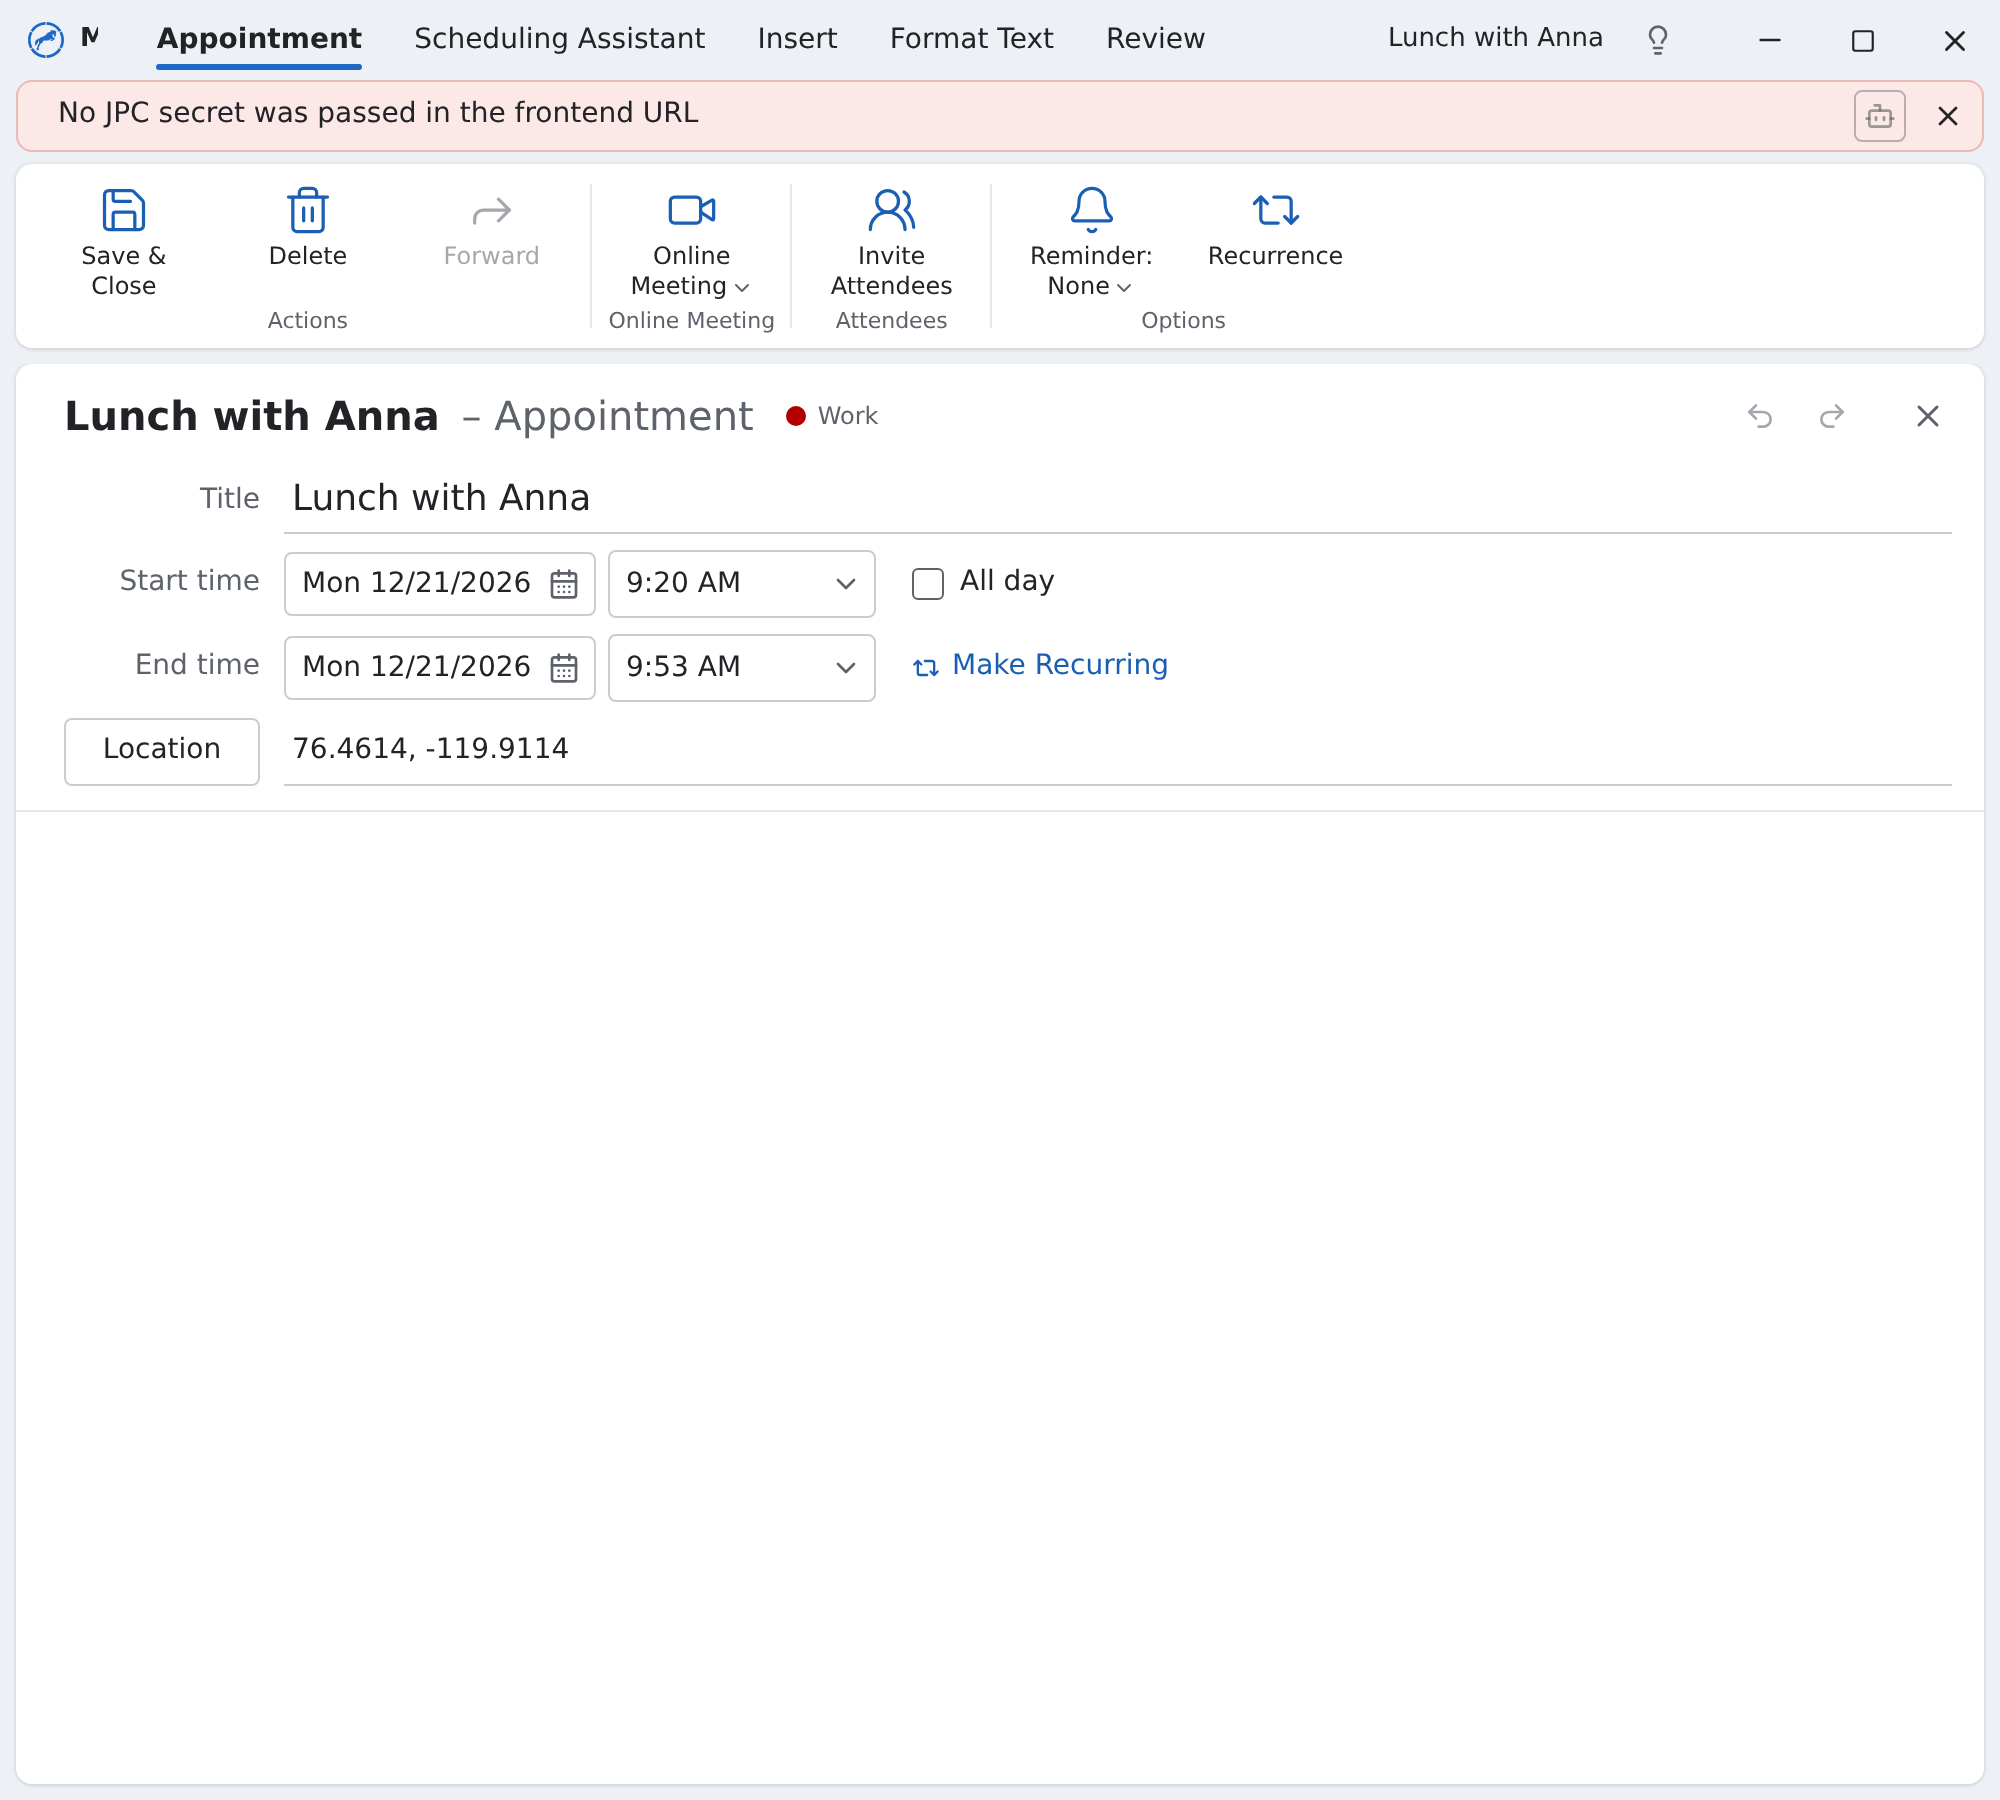 M
Appointment
Scheduling Assistant
Insert
Format Text
Review
Lunch with Anna
No JPC secret was passed in the frontend URL
Save &
Close
Delete
Forward
Actions
Online
Meeting
Online Meeting
Invite
Attendees
Attendees
Reminder:
None
Recurrence
Options
Lunch with Anna – Appointment
Work
Title
Lunch with Anna
Start time
Mon 12/21/2026
9:20 AM
All day
End time
Mon 12/21/2026
9:53 AM
Make Recurring
Location
76.4614, -119.9114